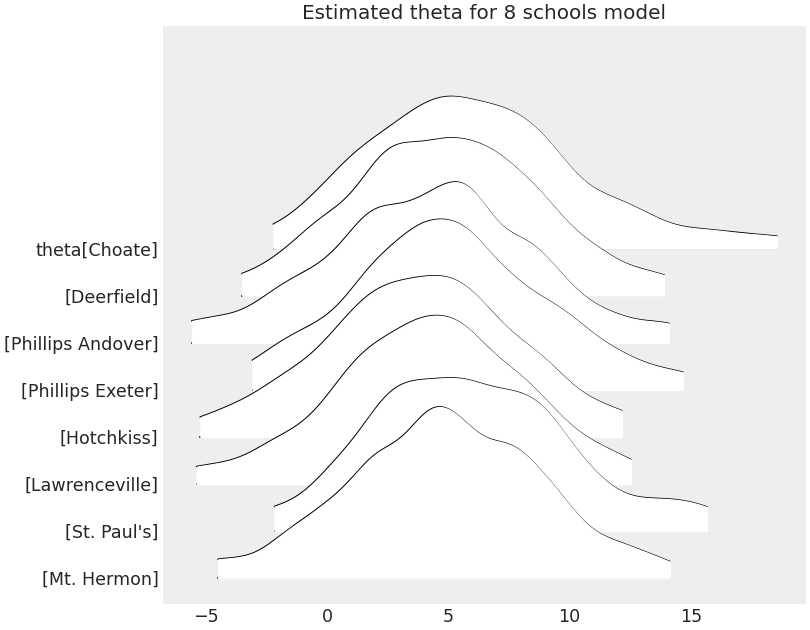 Estimated theta for 8 schools model
theta[Choate]
[Deerfield]
[Phillips Andover]
[Phillips Exeter]
[Hotchkiss]
[Lawrenceville]
[St. Paul's]
[Mt. Hermon]
−5 0 5 10 15